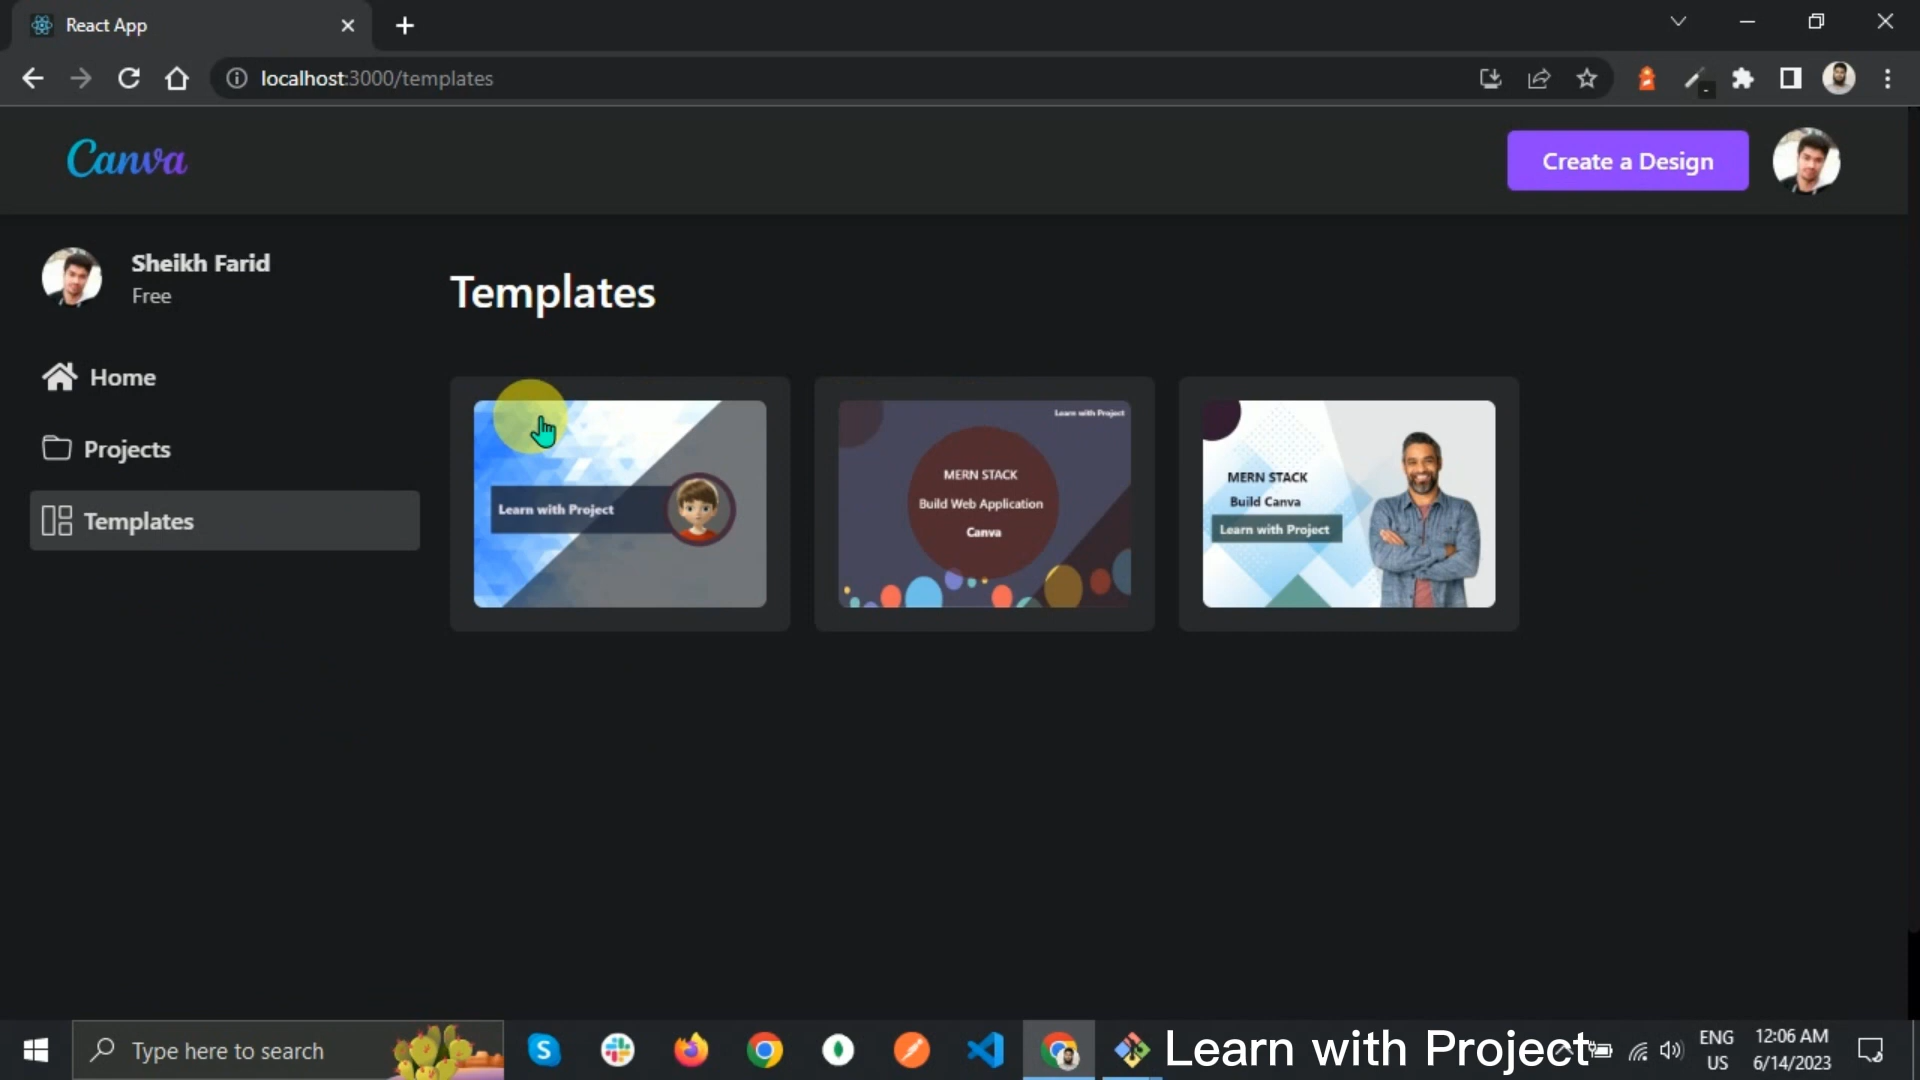 React App
localhost:3000/templates
Canva
Create a Design
Sheikh Farid
Free
Home
Projects
Templates
Templates
Learn with Project
Learn with Project
MERN STACK
Build Web Application
Canva
MERN STACK
Build Canva
Learn with Project
Type here to search
S
Learn with Project
ENG
US
12:06 AM
6/14/2023